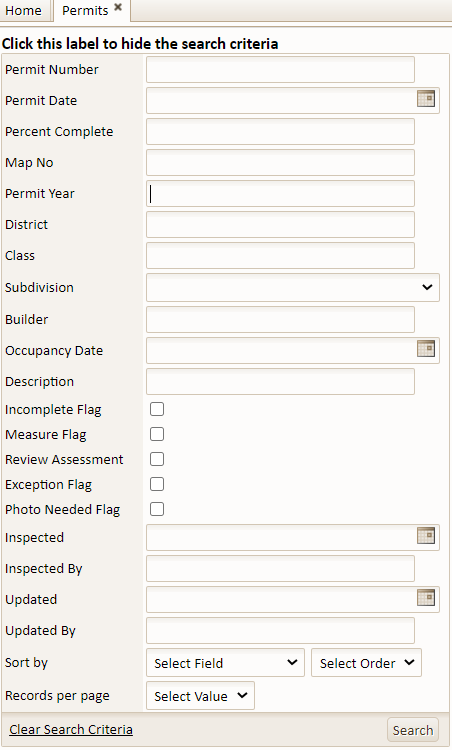 Home Permits ×
Click this label to hide the search criteria
Permit Number
Permit Date
Percent Complete
Map No
Permit Year
District
Class
Subdivision
Builder
Occupancy Date
Description
Incomplete Flag
Measure Flag
Review Assessment
Exception Flag
Photo Needed Flag
Inspected
Inspected By
Updated
Updated By
Sort by Select Field Select Order
Records per page Select Value
Clear Search Criteria Search